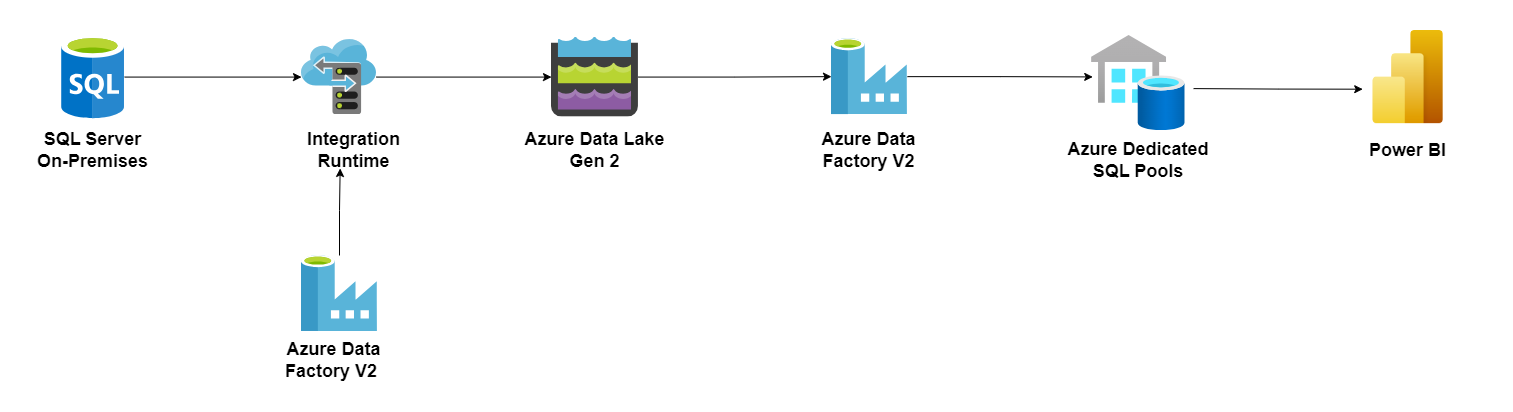 SQL
SQL Server
On-Premises
Integration
Runtime
Azure Data Lake
Gen 2
Azure Data
Factory V2
Azure Dedicated
SQL Pools
Power BI
Azure Data
Factory V2